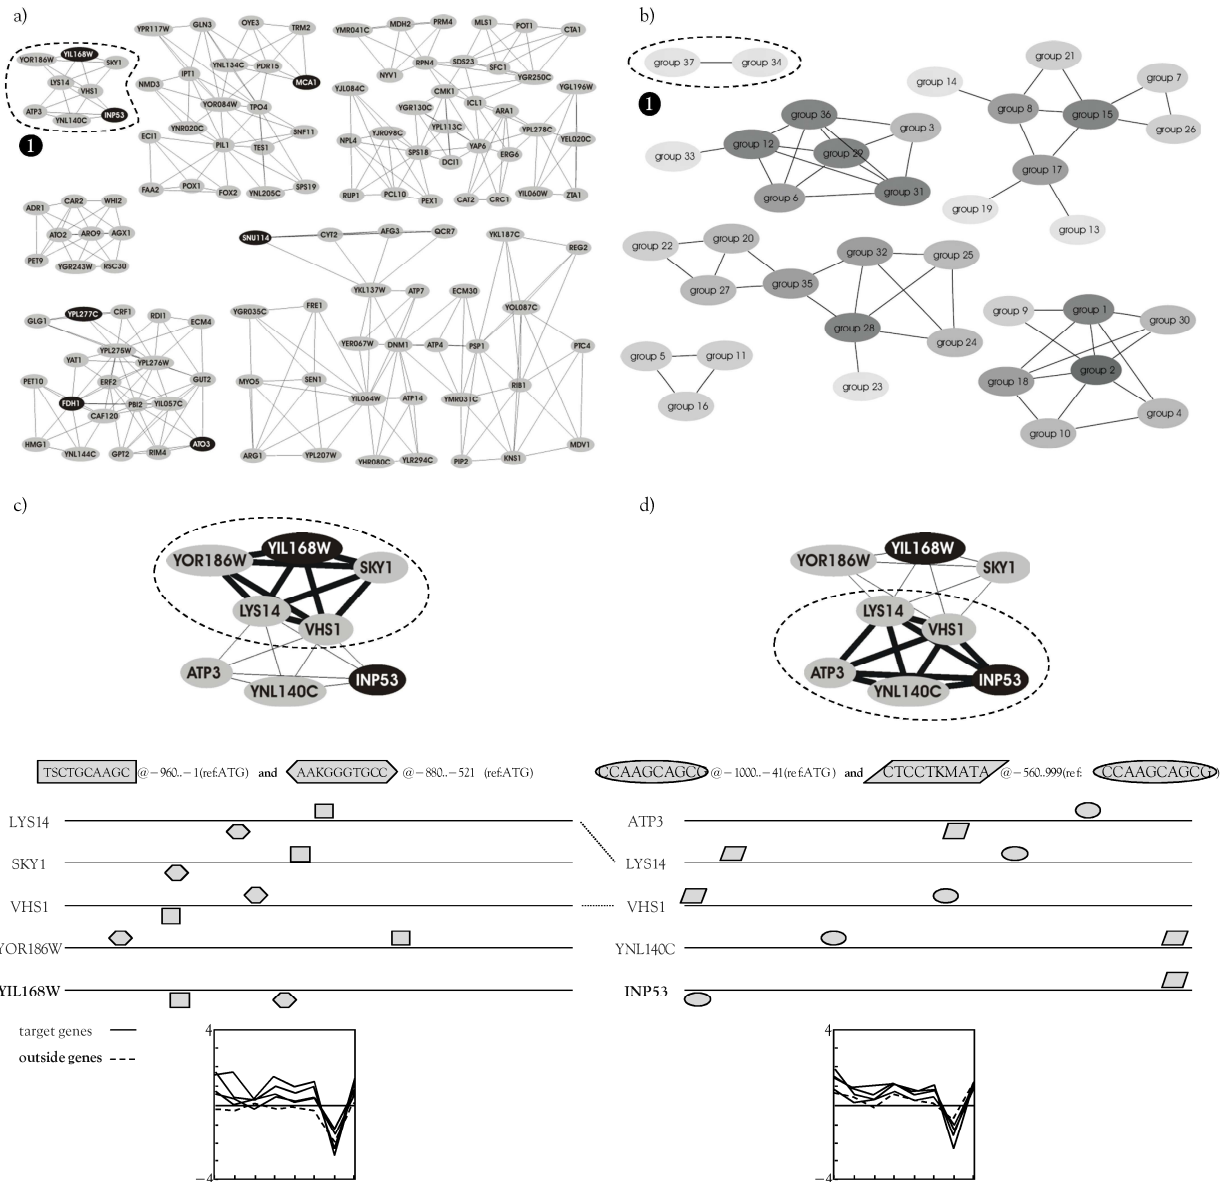 a)
YIL168W
YOR186W
SKY1
LYS14
VHS1
ATP3
YNL140C
INP53
1
YPR117W
GLN3
OYE3
TRM2
YNL134C
PDR15
IPT1
NMD3
MCA1
YOR084W
TPO4
YNR020C
SNF11
ECI1
PIL1
TES1
FAA2
POX1
FOX2
YNL205C
SPS19
YMR041C
MDH2
PRM4
MLS1
POT1
CTA1
RPN4
SDS23
SFC1
NYV1
YGR250C
YJL084C
CMK1
YGL196W
YGR130C
ICL1
ARA1
YJR098C
YPL113C
YPL278C
NPL4
YEL020C
SPS18
YAP6
ERG6
DCI1
RUP1
PCL10
PEX1
CAT2
CRC1
YIL060W
ZTA1
ADR1
CAR2
WHI2
ATO2
ARO9
AGX1
PET9
YGR243W
RSC30
SNU114
CYT2
AFG3
QCR7
YKL187C
REG2
YKL137W
ATP7
ECM30
YGR035C
FRE1
YOL087C
YER067W
DNM1
ATP4
PSP1
PTC4
MYO5
SEN1
RIB1
YIL064W
ATP14
YMR031C
ARG1
YPL207W
YHR080C
YLR294C
PIP2
KNS1
MDV1
YPL277C
CRF1
GLG1
RDI1
ECM4
YPL275W
YAT1
YPL276W
PET10
ERF2
GUT2
FDH1
PBI2
YIL057C
CAF120
HMG1
YNL144C
GPT2
RIM4
ATO3
b)
group 37
group 34
1
group 21
group 14
group 7
group 8
group 15
group 26
group 36
group 3
group 12
group 29
group 33
group 6
group 31
group 17
group 19
group 13
group 22
group 20
group 32
group 25
group 27
group 35
group 28
group 24
group 23
group 5
group 11
group 16
group 9
group 1
group 30
group 18
group 2
group 4
group 10
c)
YOR186W
YIL168W
SKY1
LYS14
VHS1
ATP3
YNL140C
INP53
d)
YOR186W
YIL168W
SKY1
LYS14
VHS1
ATP3
YNL140C
INP53
TSCTGCAAGC @−960..−1(ref:ATG) and AAKGGGTGCC @−880..−521 (ref:ATG)
CCAAGCAGCG @−1000..−41(ref:ATG) and CTCCTKMATA @−560..999(ref: CCAAGCAGCG)
LYS14
SKY1
VHS1
YOR186W
YIL168W
ATP3
LYS14
VHS1
YNL140C
INP53
target genes
outside genes
4
−4
4
−4